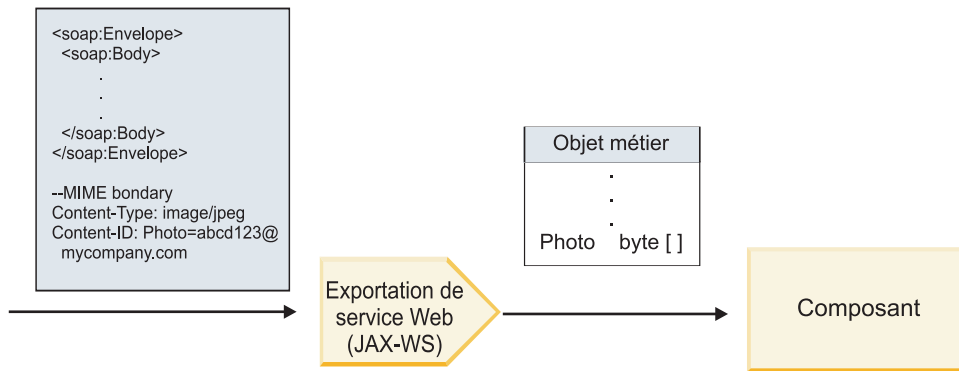 <soap:Envelope>
<soap:Body>
.
.
.
</soap:Body>
</soap:Envelope>
--MIME bondary
Content-Type: image/jpeg
Content-ID: Photo=abcd123@
mycompany.com
Objet métier
.
.
.
Photo byte [ ]
Exportation de
service Web
(JAX-WS)
Composant